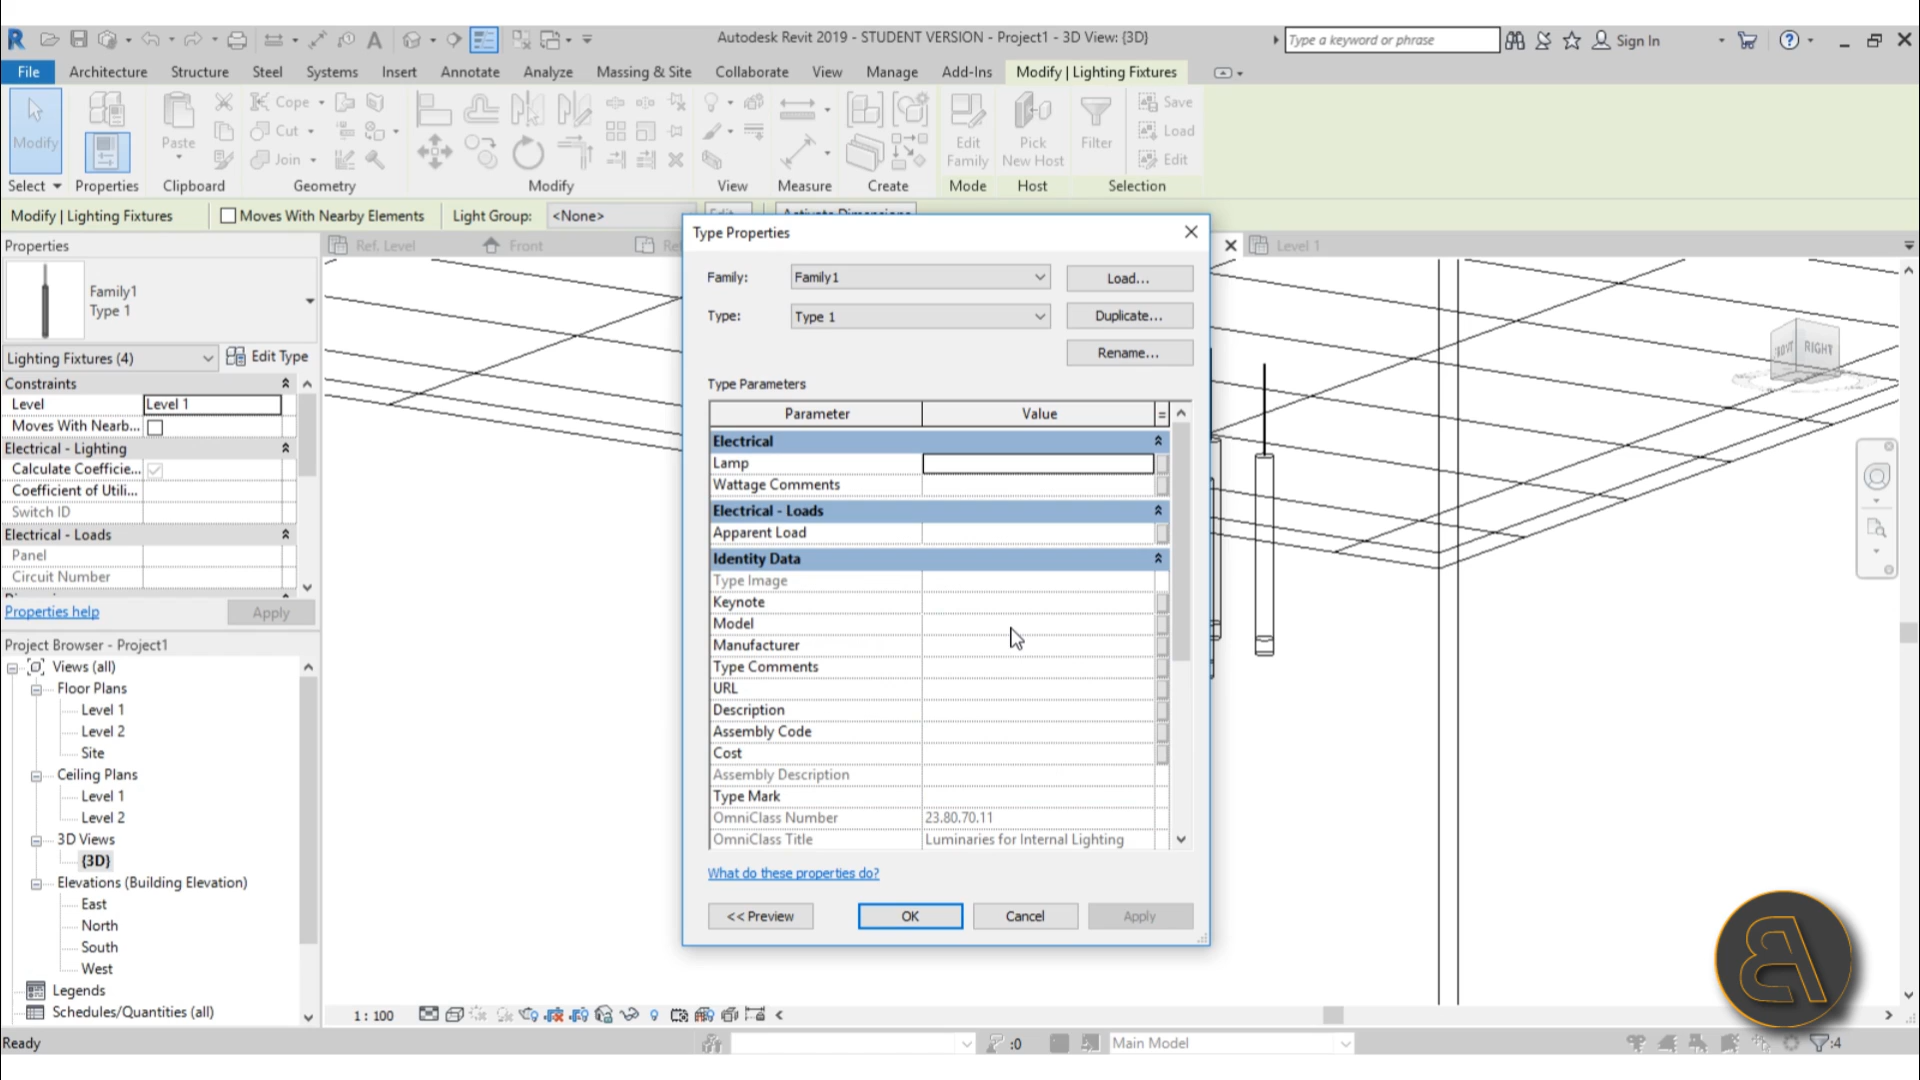 Autodesk Revit 2019 - STUDENT VERSION - Project1 - 3D View: {3D}
Type a keyword or phrase
Sign In
File Architecture Structure Steel Systems Insert Annotate Analyze Massing & Site Collaborate View Manage Add-Ins Modify | Lighting Fixtures
Modify
Paste
Cope
Cut
Join
Edit Family
Pick New Host
Filter
Save
Load
Edit
Select Properties Clipboard Geometry Modify View Measure Create Mode Host Selection
Modify | Lighting Fixtures Moves With Nearby Elements Light Group: <None>
Activate Dimensions
Properties
Ref. Level Front Level 1
Family1
Type 1
Lighting Fixtures (4) Edit Type
Constraints
Level Level 1
Moves With Nearb...
Electrical - Lighting
Calculate Coefficie...
Coefficient of Utili...
Switch ID
Electrical - Loads
Panel
Circuit Number
Properties help Apply
Project Browser - Project1
Views (all)
Floor Plans
Level 1
Level 2
Site
Ceiling Plans
Level 1
Level 2
3D Views
{3D}
Elevations (Building Elevation)
East
North
South
West
Legends
Schedules/Quantities (all)
Type Properties
Family: Family1 Load...
Type: Type 1 Duplicate...
Rename...
Type Parameters
Parameter Value =
Electrical
Lamp
Wattage Comments
Electrical - Loads
Apparent Load
Identity Data
Type Image
Keynote
Model
Manufacturer
Type Comments
URL
Description
Assembly Code
Cost
Assembly Description
Type Mark
OmniClass Number 23.80.70.11
OmniClass Title Luminaries for Internal Lighting
What do these properties do?
<< Preview OK Cancel Apply
RIGHT
1 : 100
Ready
:0
Main Model
:4